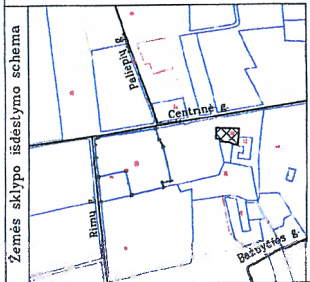 Žemės sklypo išdėstymo schema
Paliepių g.
Centrinė g.
Rimų g.
Bažnyčios g.